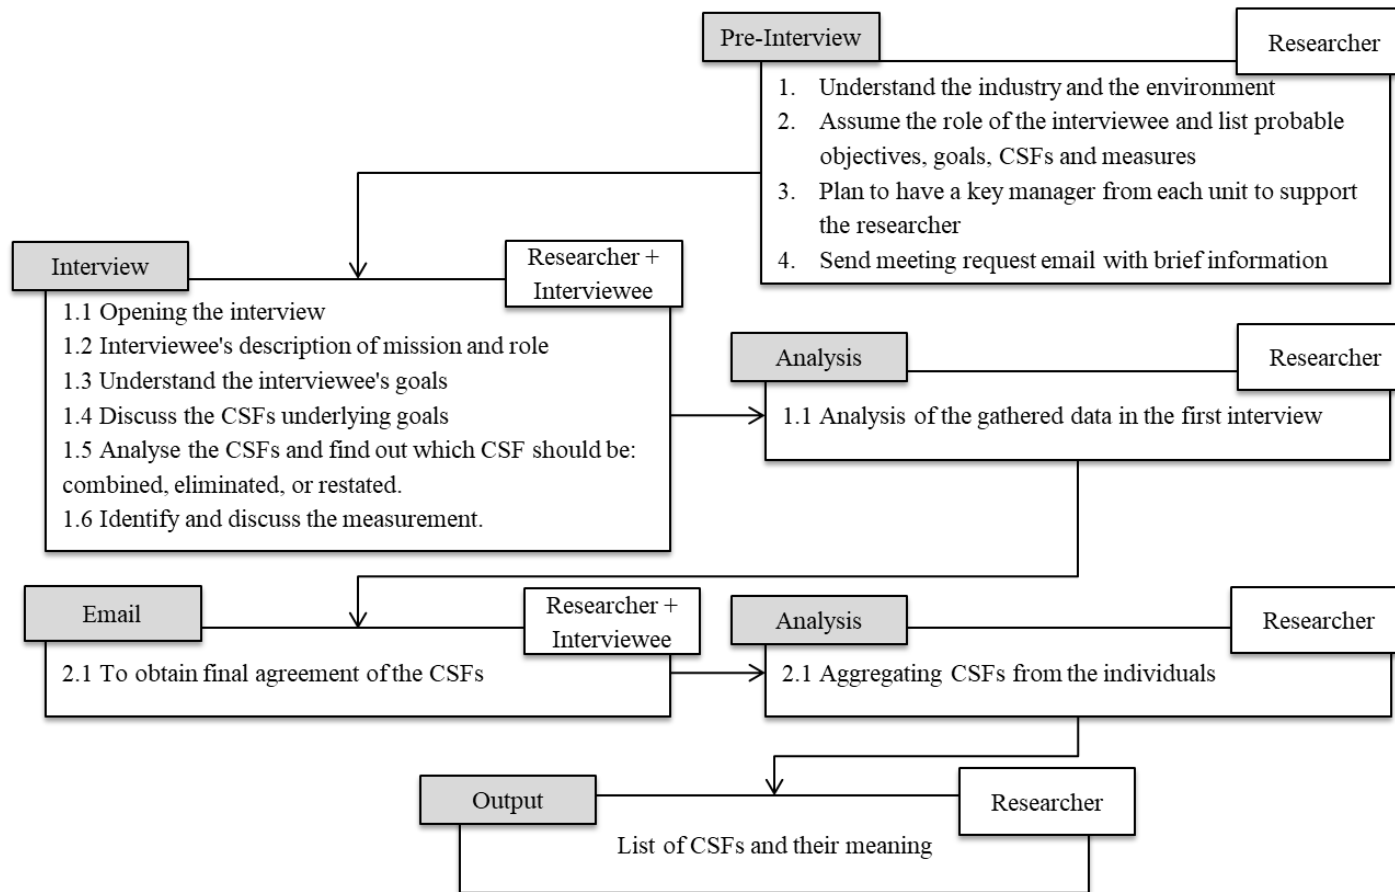 Pre-Interview
Researcher
1. Understand the industry and the environment
2. Assume the role of the interviewee and list probable
objectives, goals, CSFs and measures
3. Plan to have a key manager from each unit to support
the researcher
4. Send meeting request email with brief information
Interview
Researcher +
Interviewee
1.1 Opening the interview
1.2 Interviewee's description of mission and role
1.3 Understand the interviewee's goals
1.4 Discuss the CSFs underlying goals
1.5 Analyse the CSFs and find out which CSF should be:
combined, eliminated, or restated.
1.6 Identify and discuss the measurement.
Analysis
Researcher
1.1 Analysis of the gathered data in the first interview
Email
Researcher +
Interviewee
2.1 To obtain final agreement of the CSFs
Analysis
Researcher
2.1 Aggregating CSFs from the individuals
Output
Researcher
List of CSFs and their meaning